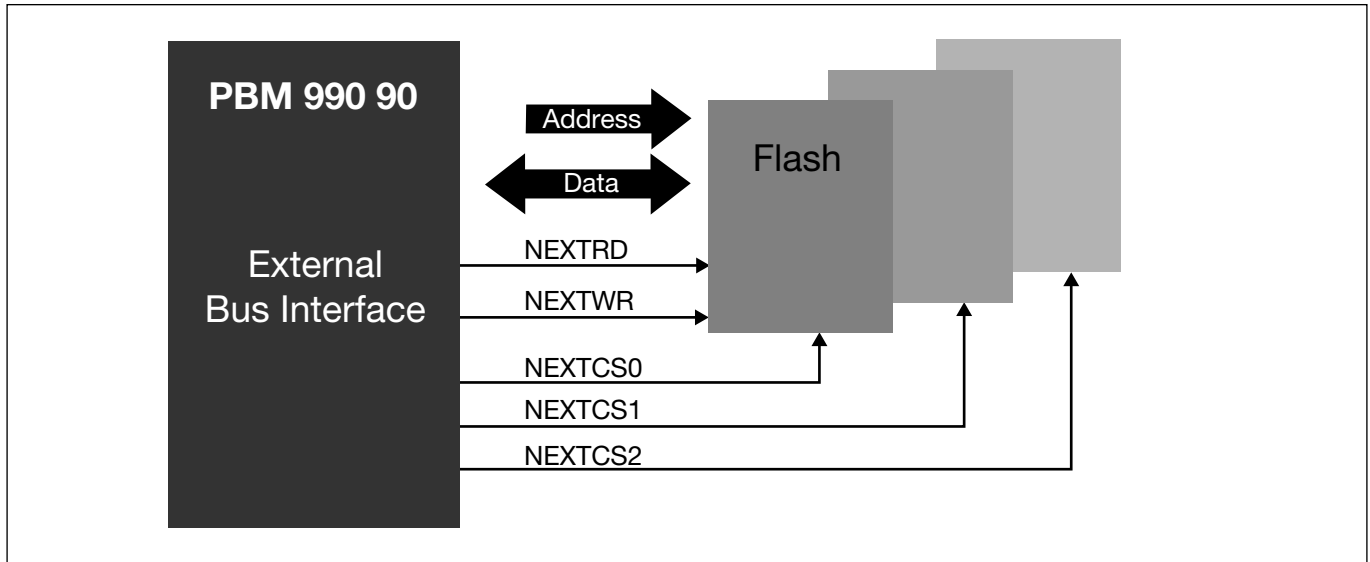 PBM 990 90
External
Bus Interface
Address
Data
NEXTRD
NEXTWR
NEXTCS0
NEXTCS1
NEXTCS2
Flash